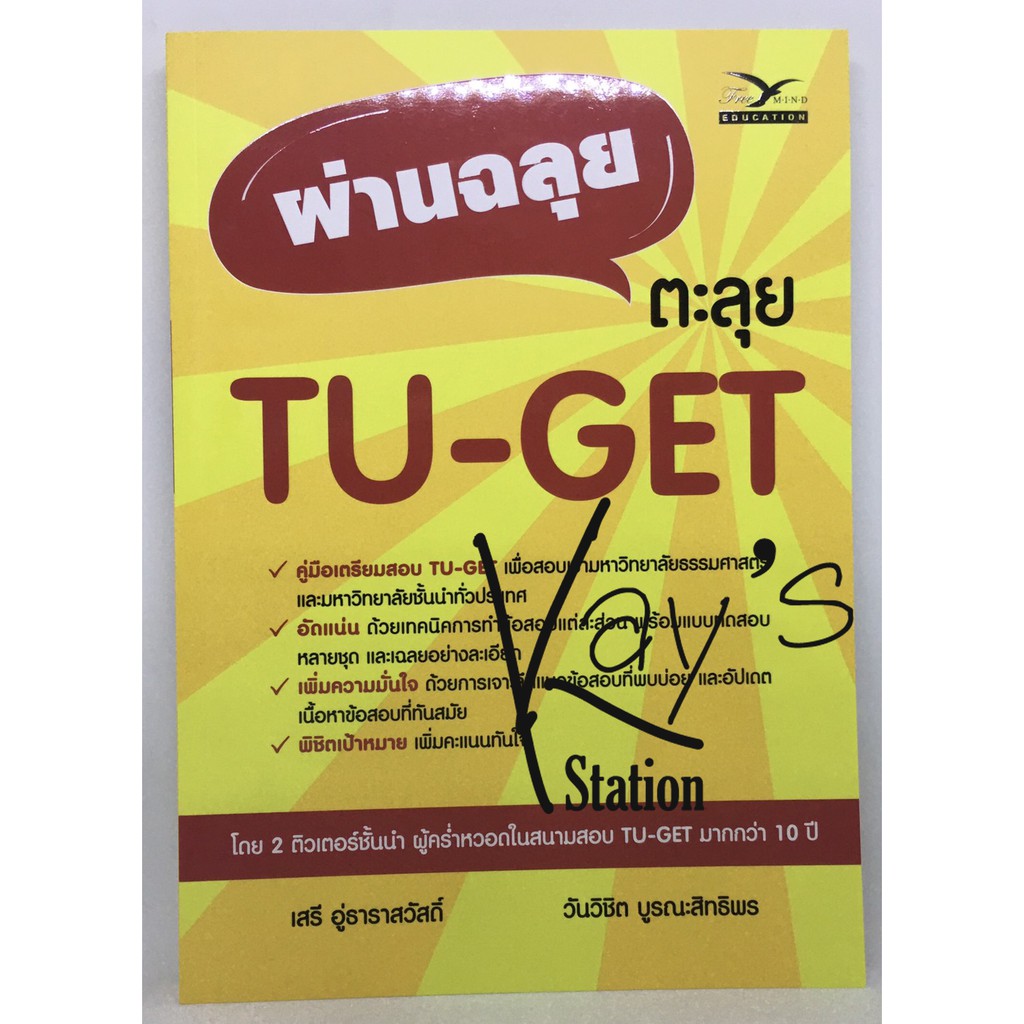 Free M·I·N·D
EDUCATION
ผ่านฉลุย
ตะลุย
TU-GET
✓ คู่มือเตรียมสอบ TU-GET เพื่อสอบ มหาวิทยาลัยธรรมศาสตร์
และมหาวิทยาลัยชั้นนำทั่วประเทศ
✓ อัดแน่น ด้วยเทคนิคการทำข้อสอบแต่ละส่วน พร้อมแบบทดสอบ
หลายชุด และเฉลยอย่างละเอียด
✓ เพิ่มความมั่นใจ ด้วยการ ข้อสอบที่พบบ่อย และอัปเดต
เนื้อหาข้อสอบที่ทันสมัย
✓ พิชิตเป้าหมาย เพิ่มคะแนนทันใจ
Kay's
Station
โดย 2 ติวเตอร์ชั้นนำ ผู้คร่ำหวอดในสนามสอบ TU-GET มากกว่า 10 ปี
เสรี อู่ธาราสวัสดิ์
วันวิชิต บูรณะสิทธิพร